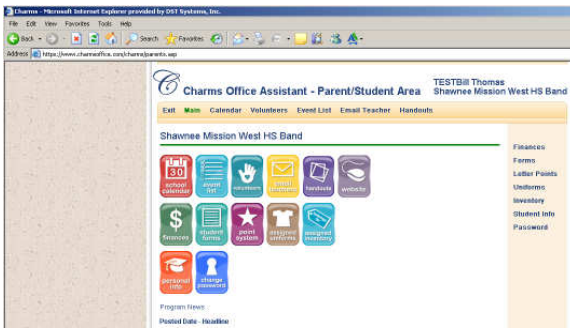 Charms - Microsoft Internet Explorer provided by DST Systems, Inc.
File Edit View Favorites Tools Help
Back Search Favorites
Address https://www.charmsoffice.com/charms/parents.asp
Charms Office Assistant - Parent/Student Area
TESTBill Thomas
Shawnee Mission West HS Band
Exit Main Calendar Volunteers Event List Email Teacher Handouts
Shawnee Mission West HS Band
30
school calendar
event list
volunteers
email
handouts
website
$
finances
student forms
point system
assigned uniforms
assigned inventory
personal info
change password
Finances
Forms
Letter Points
Uniforms
Inventory
Student Info
Password
Program News
Posted Date - Headline